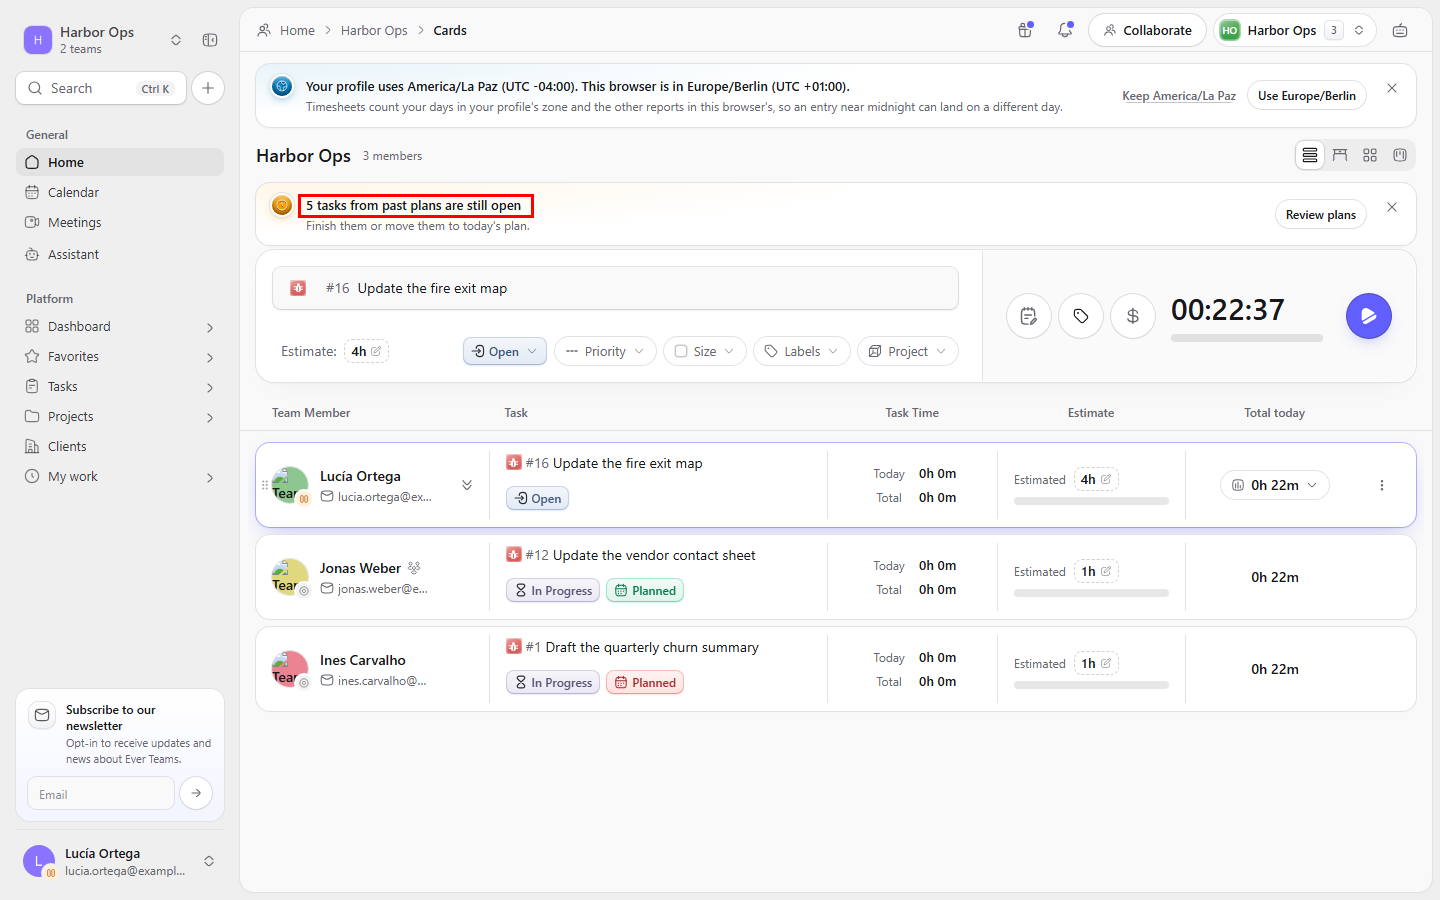 H
Harbor Ops
2 teams
Search
Ctrl K
General
Home
Calendar
Meetings
Assistant
Platform
Dashboard
Favorites
Tasks
Projects
Clients
My work
Subscribe to our
newsletter
Opt-in to receive updates and
news about Ever Teams.
Email
L
Lucía Ortega
lucia.ortega@exampl...
Home
Harbor Ops
Cards
Collaborate
HO
Harbor Ops
3
Your profile uses America/La Paz (UTC -04:00). This browser is in Europe/Berlin (UTC +01:00).
Timesheets count your days in your profile's zone and the other reports in this browser's, so an entry near midnight can land on a different day.
Keep America/La Paz
Use Europe/Berlin
Harbor Ops
3 members
5 tasks from past plans are still open
Finish them or move them to today's plan.
Review plans
#16 Update the fire exit map
Estimate:
4h
Open
Priority
Size
Labels
Project
00:22:37
Team Member
Task
Task Time
Estimate
Total today
Tear
Lucía Ortega
lucia.ortega@ex...
#16 Update the fire exit map
Open
Today 0h 0m
Total 0h 0m
Estimated 4h
0h 22m
Tear
Jonas Weber
jonas.weber@e...
#12 Update the vendor contact sheet
In Progress
Planned
Today 0h 0m
Total 0h 0m
Estimated 1h
0h 22m
Tear
Ines Carvalho
ines.carvalho@...
#1 Draft the quarterly churn summary
In Progress
Planned
Today 0h 0m
Total 0h 0m
Estimated 1h
0h 22m